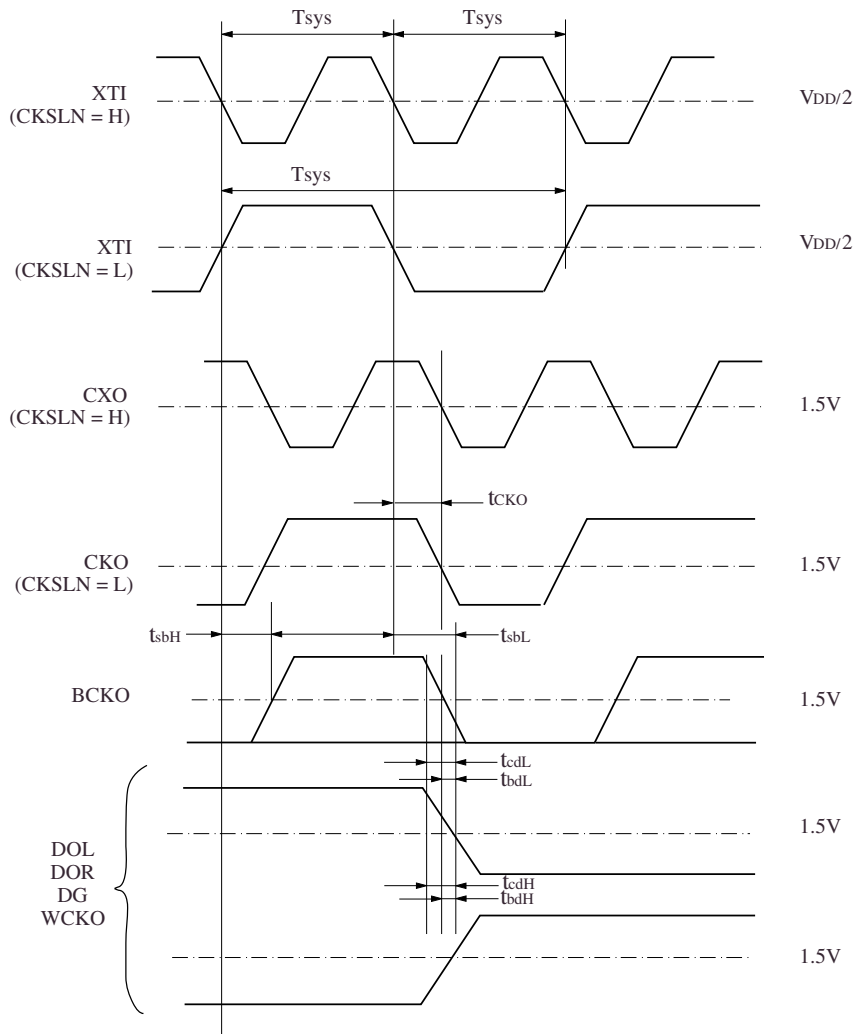 Tsys Tsys
XTI
(CKSLN = H)
VDD/2
Tsys
XTI
(CKSLN = L)
VDD/2
CXO
(CKSLN = H)
1.5V
tCKO
CKO
(CKSLN = L)
1.5V
tsbH tsbL
BCKO
1.5V
tcdL
tbdL
1.5V
DOL
DOR
DG
WCKO
tcdH
tbdH
1.5V